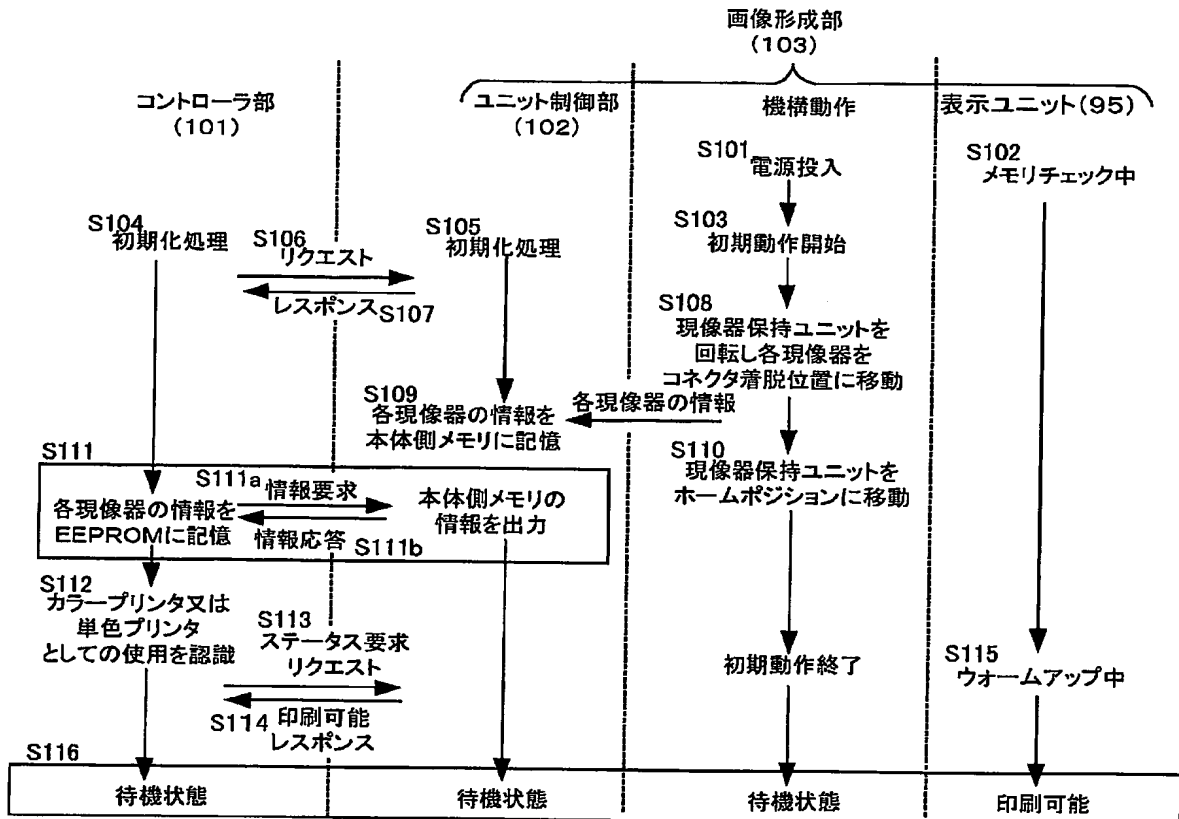 画像形成部
(103)
コントローラ部
(101)
ユニット制御部
(102)
機構動作
表示ユニット(95)
S101
電源投入
S102
メモリチェック中
S103
初期動作開始
S104
初期化処理
S105
初期化処理
S106
リクエスト
レスポンス
S107
S108
現像器保持ユニットを
回転し各現像器を
コネクタ着脱位置に移動
S109
各現像器の情報を
本体側メモリに記憶
各現像器の情報
S110
現像器保持ユニットを
ホームポジションに移動
S111
S111a
情報要求
各現像器の情報を
EEPROMに記憶
情報応答
S111b
本体側メモリの
情報を出力
S112
カラープリンタ又は
単色プリンタ
としての使用を認識
S113
ステータス要求
リクエスト
S114
印刷可能
レスポンス
初期動作終了
S115
ウォームアップ中
S116
待機状態
待機状態
待機状態
印刷可能